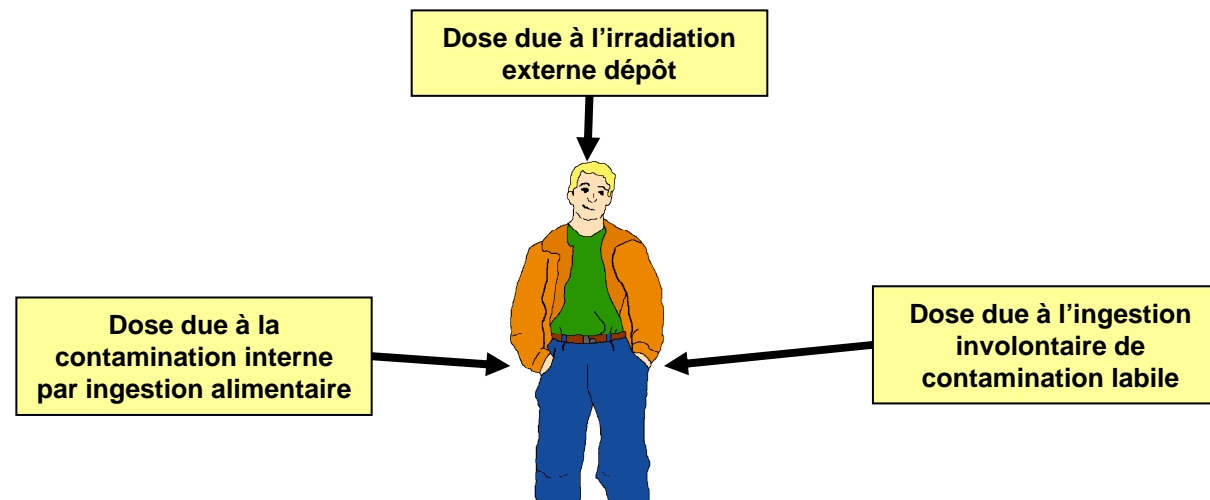 Dose due à l’irradiation
externe dépôt
Dose due à la
contamination interne
par ingestion alimentaire
Dose due à l’ingestion
involontaire de
contamination labile